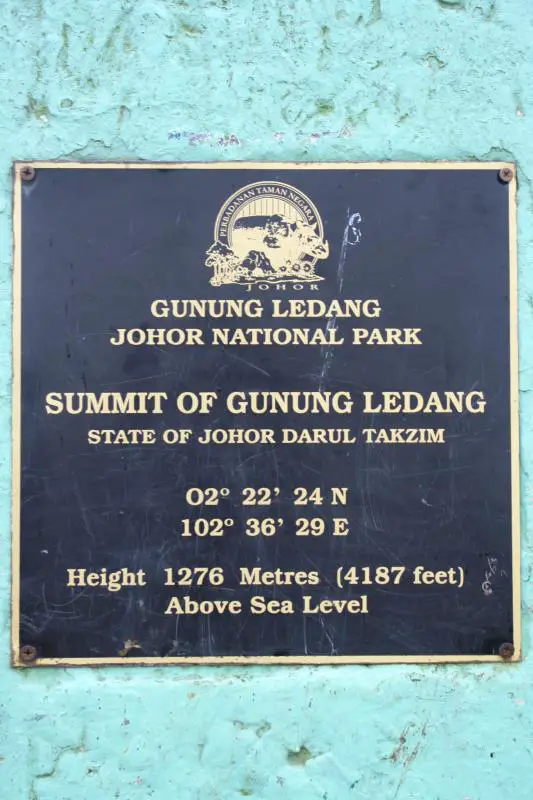 PERBADANAN TAMAN NEGARA
JOHOR
GUNUNG LEDANG
JOHOR NATIONAL PARK
SUMMIT OF GUNUNG LEDANG
STATE OF JOHOR DARUL TAKZIM
02° 22' 24 N
102° 36' 29 E
Height 1276 Metres (4187 feet)
Above Sea Level